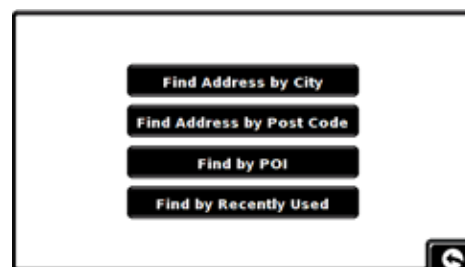 Find Address by City
Find Address by Post Code
Find by POI
Find by Recently Used